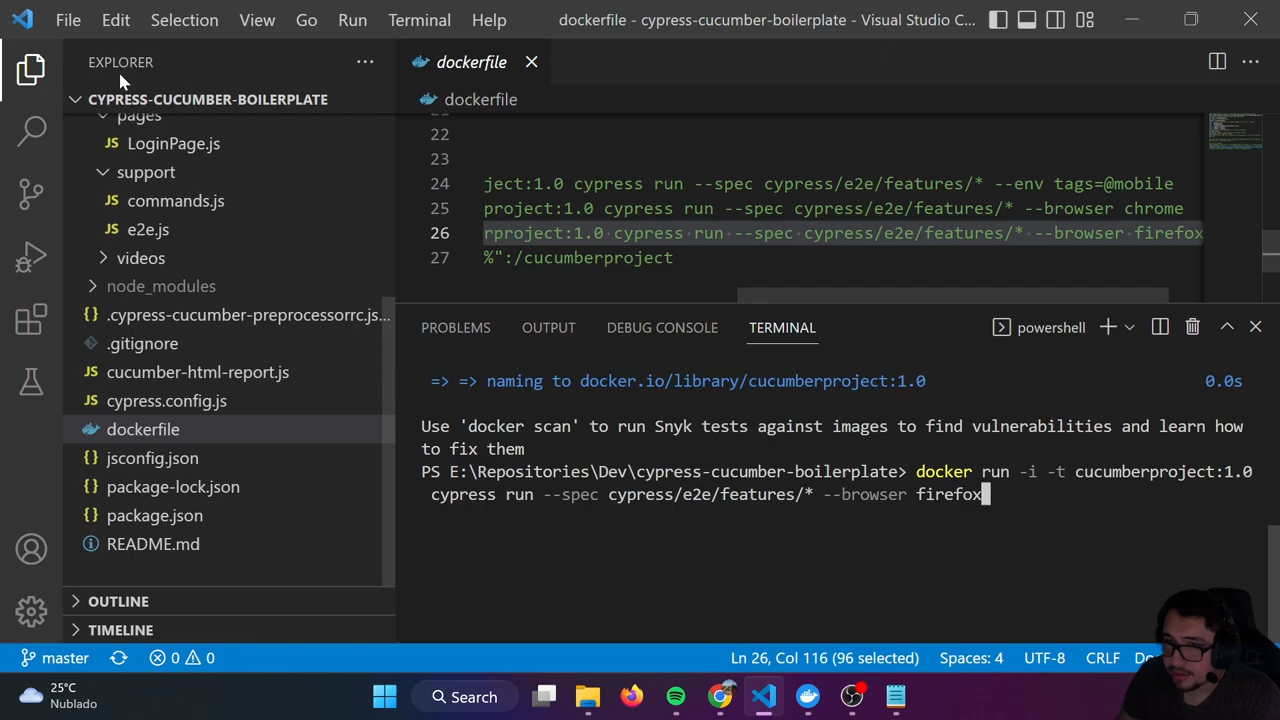 File Edit Selection View Go Run Terminal Help dockerfile - cypress-cucumber-boilerplate - Visual Studio C...
EXPLORER
CYPRESS-CUCUMBER-BOILERPLATE
pages
JS LoginPage.js
support
JS commands.js
JS e2e.js
videos
node_modules
{} .cypress-cucumber-preprocessorrc.js...
.gitignore
JS cucumber-html-report.js
JS cypress.config.js
dockerfile
{} jsconfig.json
{} package-lock.json
{} package.json
README.md
OUTLINE
TIMELINE
dockerfile
dockerfile
22
23
24 ject:1.0 cypress run --spec cypress/e2e/features/* --env tags=@mobile
25 project:1.0 cypress run --spec cypress/e2e/features/* --browser chrome
26 rproject:1.0 cypress run --spec cypress/e2e/features/* --browser firefox
27 %":/cucumberproject
PROBLEMS OUTPUT DEBUG CONSOLE TERMINAL powershell
=> => naming to docker.io/library/cucumberproject:1.0 0.0s
Use 'docker scan' to run Snyk tests against images to find vulnerabilities and learn how
to fix them
PS E:\Repositories\Dev\cypress-cucumber-boilerplate> docker run -i -t cucumberproject:1.0
cypress run --spec cypress/e2e/features/* --browser firefox
master 0 0 Ln 26, Col 116 (96 selected) Spaces: 4 UTF-8 CRLF
25°C
Nublado
Search